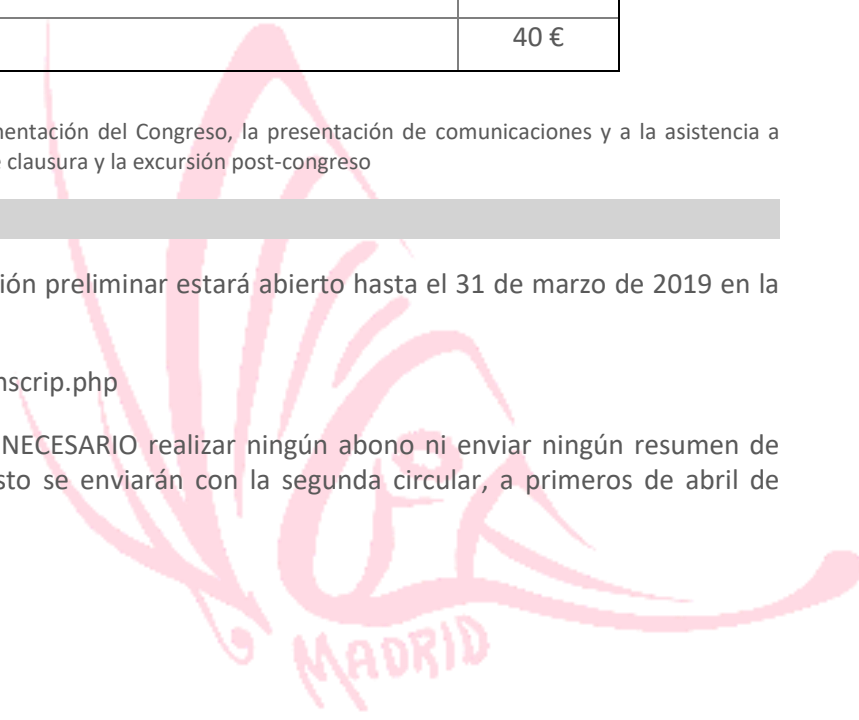 40 €
mentación del Congreso, la presentación de comunicaciones y a la asistencia a
e clausura y la excursión post-congreso
ión preliminar estará abierto hasta el 31 de marzo de 2019 en la
nscrip.php
NECESARIO realizar ningún abono ni enviar ningún resumen de
sto se enviarán con la segunda circular, a primeros de abril de
MADRID